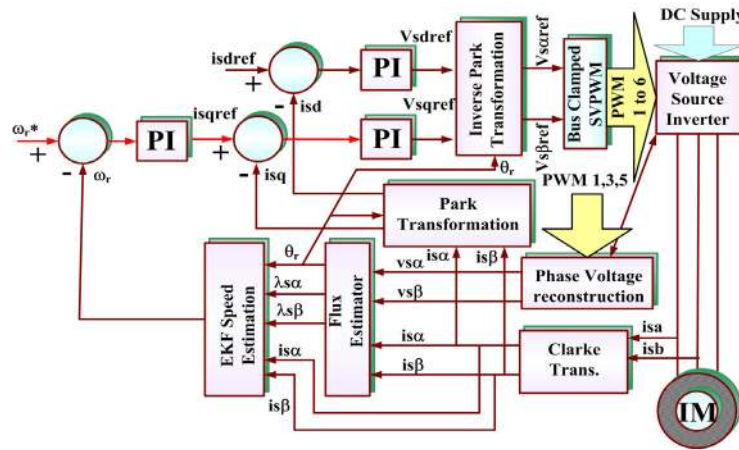 DC Supply
isdref
+
-
isd
PI
Vsdref
Inverse Park
Transformation
Vsαref
Bus Clamped
SVPWM
PWM
1 to 6
Voltage
Source
Inverter
ωr*
+
-
ωr
PI
isqref
+
-
isq
PI
Vsqref
Vsβref
θr
PWM 1,3,5
Park
Transformation
isα
isβ
EKF Speed
Estimation
θr
λsα
λsβ
isα
isβ
Flux
Estimator
vsα
vsβ
isα
isβ
Phase Voltage
reconstruction
Clarke
Trans.
isa
isb
IM